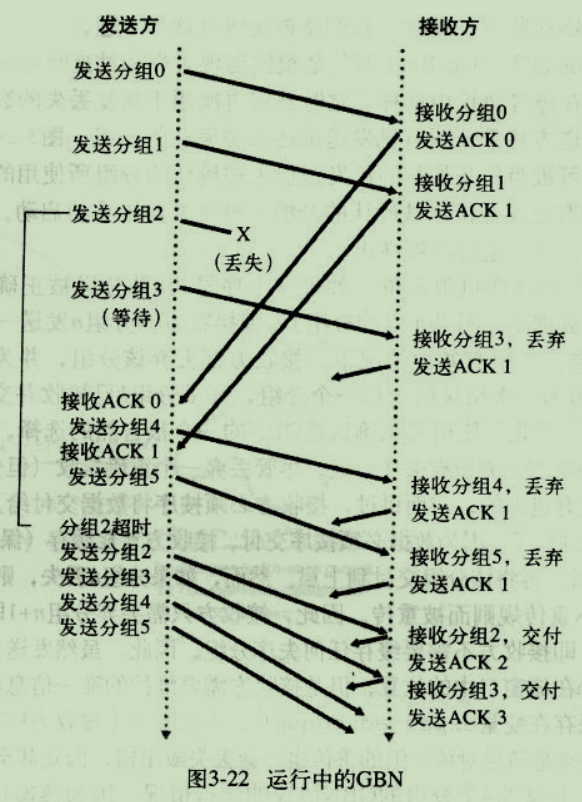 发送方
接收方
发送分组0
接收分组0
发送ACK 0
发送分组1
接收分组1
发送ACK 1
发送分组2
X
（丢失）
发送分组3
（等待）
接收分组3，丢弃
发送ACK 1
接收ACK 0
发送分组4
接收ACK 1
发送分组5
接收分组4，丢弃
发送ACK 1
分组2超时
发送分组2
发送分组3
发送分组4
发送分组5
接收分组5，丢弃
发送ACK 1
接收分组2，交付
发送ACK 2
接收分组3，交付
发送ACK 3
图3-22 运行中的GBN